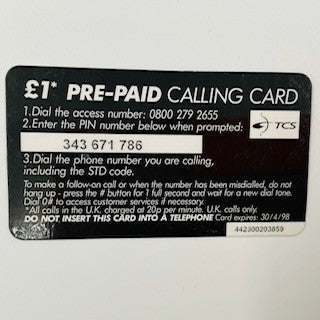 £1* PRE-PAID CALLING CARD
1.Dial the access number: 0800 279 2655
2.Enter the PIN number below when prompted:
TCS
343 671 786
3.Dial the phone number you are calling,
including the STD code.
To make a follow-on call or when the number has been misdialled, do not
hang up - press the # button for 1 full second and wait for a new dial tone.
Dial 0# to access customer services if necessary.
*All calls in the U.K. charged at 20p per minute. U.K. calls only.
DO NOT INSERT THIS CARD INTO A TELEPHONE Card expires: 30/4/98
442300203859